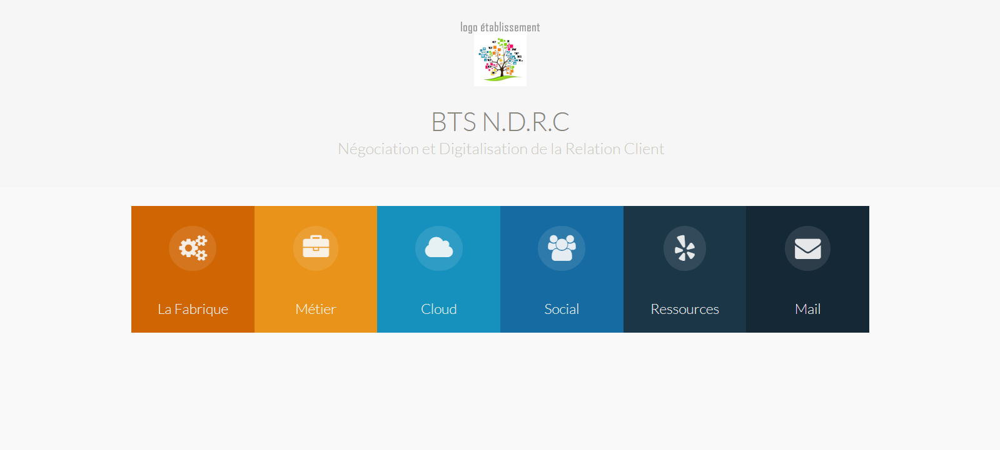 logo établissement
BTS N.D.R.C
Négociation et Digitalisation de la Relation Client
La Fabrique
Métier
Cloud
Social
Ressources
Mail